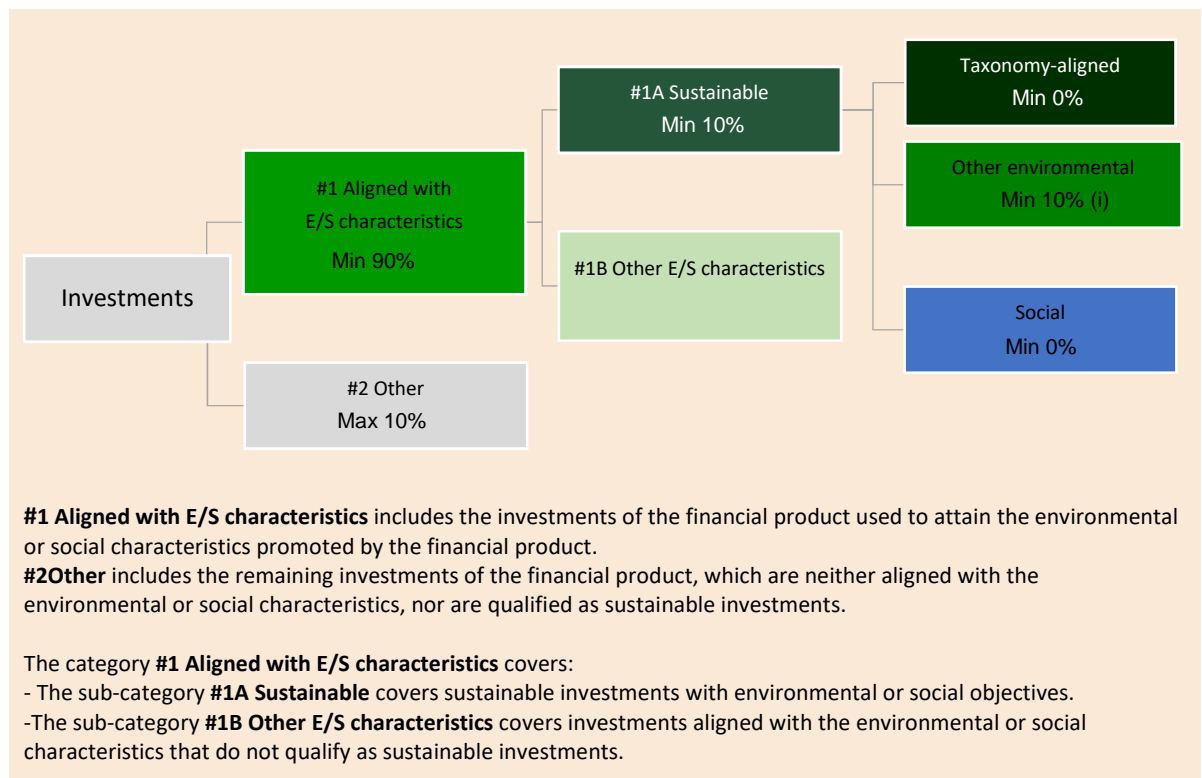 Taxonomy-aligned
Min 0%
#1A Sustainable
Min 10%
Other environmental
Min 10% (i)
#1 Aligned with
E/S characteristics
Min 90%
#1B Other E/S characteristics
Investments
Social
Min 0%
#2 Other
Max 10%
#1 Aligned with E/S characteristics includes the investments of the financial product used to attain the environmental
or social characteristics promoted by the financial product.
#2Other includes the remaining investments of the financial product, which are neither aligned with the
environmental or social characteristics, nor are qualified as sustainable investments.
The category #1 Aligned with E/S characteristics covers:
- The sub-category #1A Sustainable covers sustainable investments with environmental or social objectives.
-The sub-category #1B Other E/S characteristics covers investments aligned with the environmental or social
characteristics that do not qualify as sustainable investments.